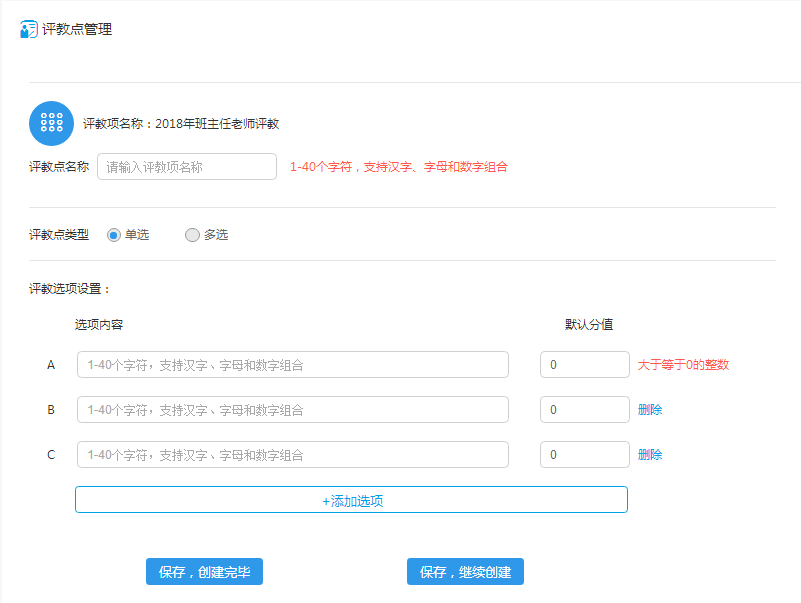 评教点管理
评教项名称：2018年班主任老师评教
评教点名称 请输入评教项名称 1-40个字符，支持汉字、字母和数字组合
评教点类型 单选 多选
评教选项设置：
选项内容 默认分值
A 1-40个字符，支持汉字、字母和数字组合 0 大于等于0的整数
B 1-40个字符，支持汉字、字母和数字组合 0 删除
C 1-40个字符，支持汉字、字母和数字组合 0 删除
+添加选项
保存，创建完毕 保存，继续创建